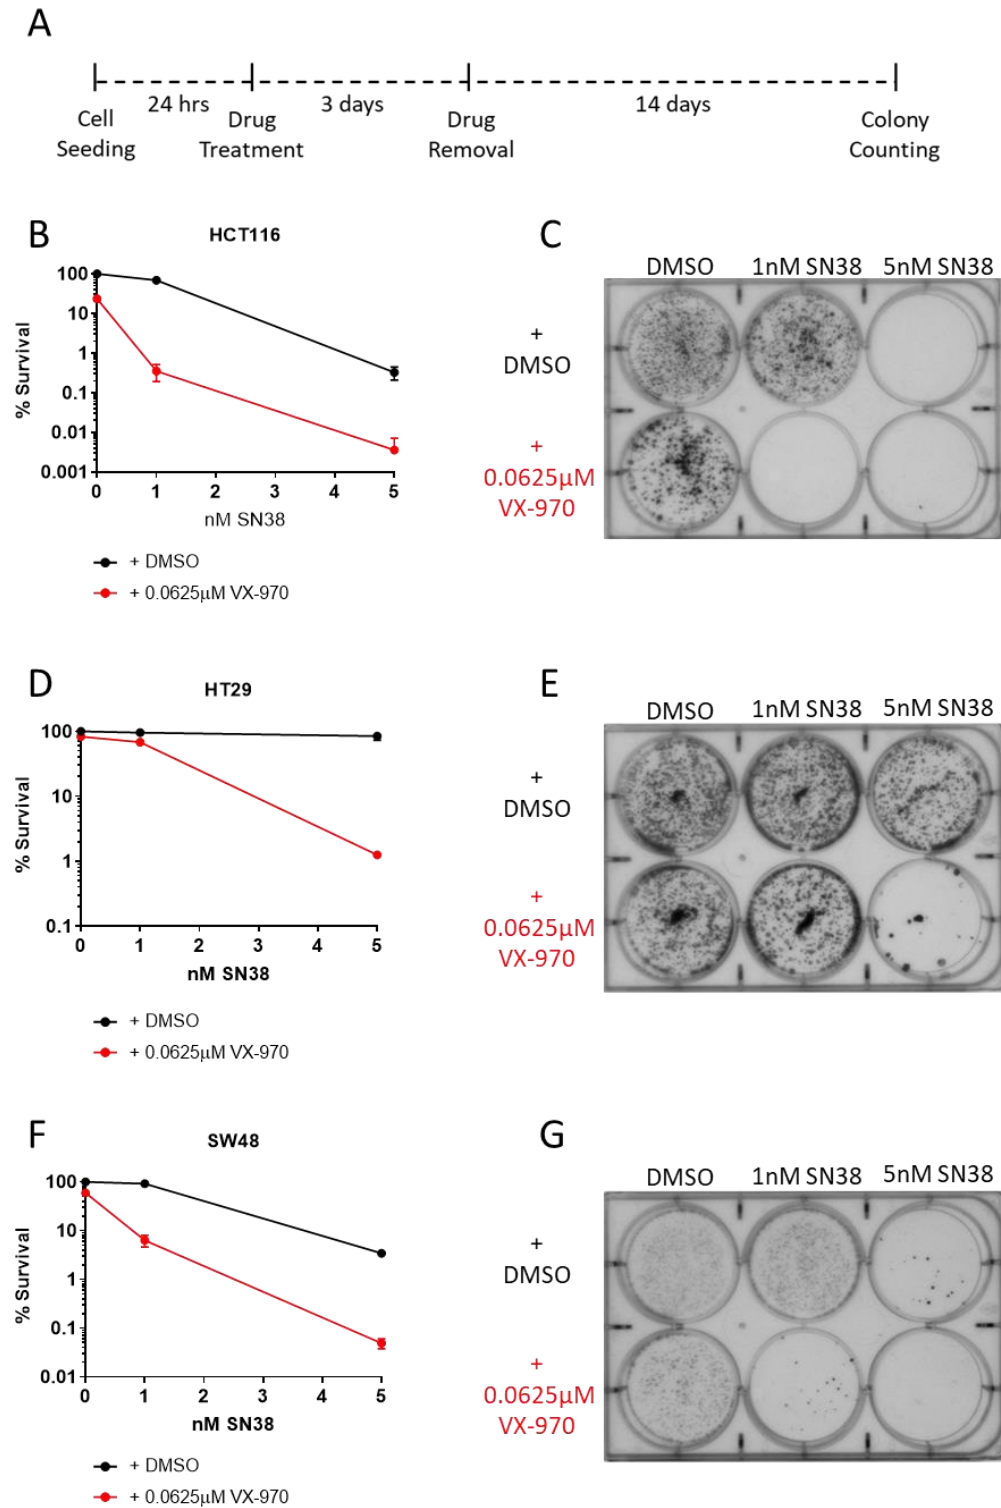 A
24 hrs
3 days
14 days
Cell
Seeding
Drug
Treatment
Drug
Removal
Colony
Counting
B
HCT116
% Survival
100
10
1
0.1
0.01
0.001
0 1 2 3 4 5
nM SN38
+ DMSO
+ 0.0625µM VX-970
C
DMSO 1nM SN38 5nM SN38
+
DMSO
+
0.0625µM
VX-970
D
HT29
% Survival
100
10
1
0.1
0 1 2 3 4 5
nM SN38
+ DMSO
+ 0.0625µM VX-970
E
DMSO 1nM SN38 5nM SN38
+
DMSO
+
0.0625µM
VX-970
F
SW48
% Survival
100
10
1
0.1
0.01
0 1 2 3 4 5
nM SN38
+ DMSO
+ 0.0625µM VX-970
G
DMSO 1nM SN38 5nM SN38
+
DMSO
+
0.0625µM
VX-970